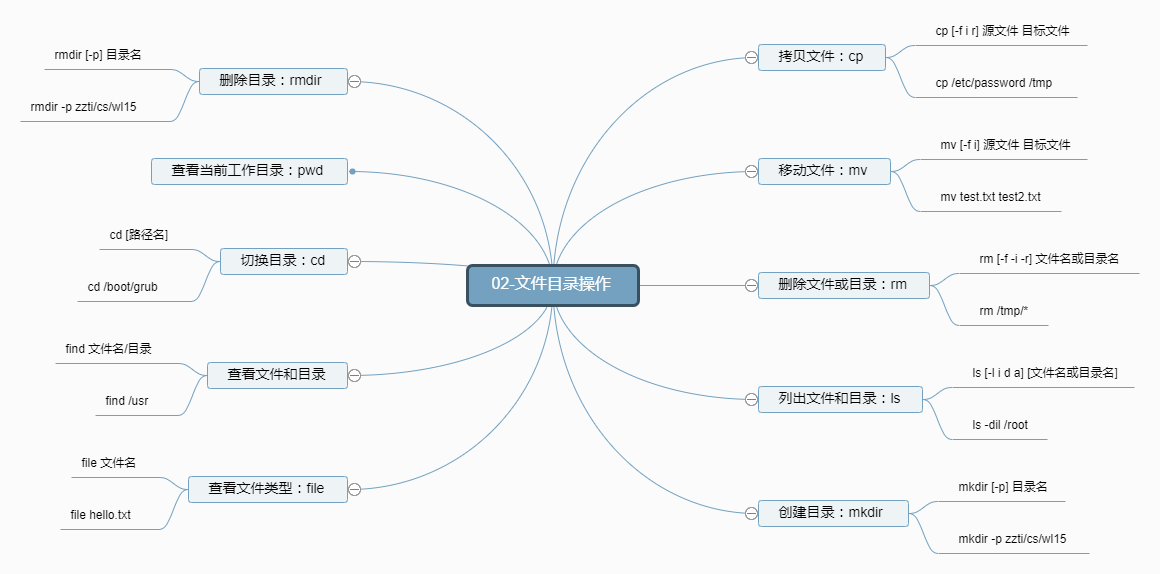 02-文件目录操作
拷贝文件：cp
cp [-f i r] 源文件 目标文件
cp /etc/password /tmp
移动文件：mv
mv [-f i] 源文件 目标文件
mv test.txt test2.txt
删除文件或目录：rm
rm [-f -i -r] 文件名或目录名
rm /tmp/*
列出文件和目录：ls
ls [-l i d a] [文件名或目录名]
ls -dil /root
创建目录：mkdir
mkdir [-p] 目录名
mkdir -p zzti/cs/wl15
删除目录：rmdir
rmdir [-p] 目录名
rmdir -p zzti/cs/wl15
查看当前工作目录：pwd
切换目录：cd
cd [路径名]
cd /boot/grub
查看文件和目录
find 文件名/目录
find /usr
查看文件类型：file
file 文件名
file hello.txt